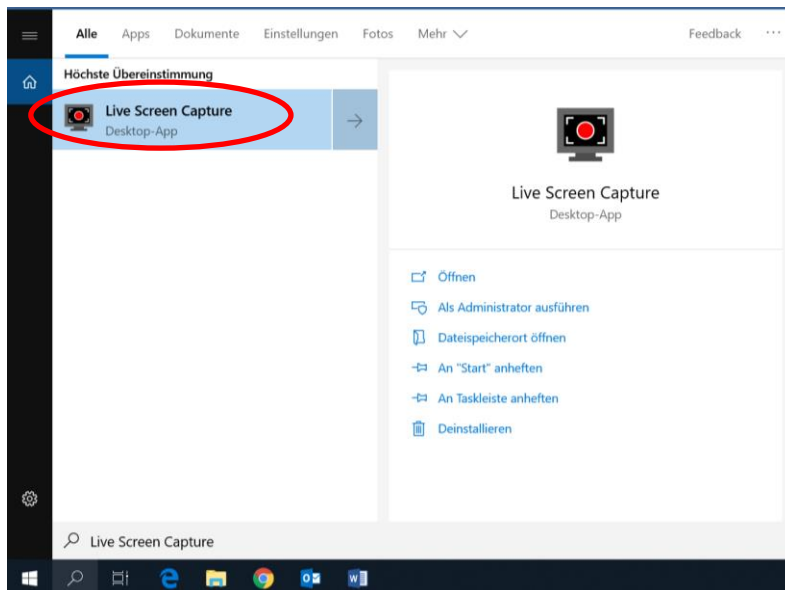 Alle Apps Dokumente Einstellungen Fotos Mehr Feedback ...
Höchste Übereinstimmung
Live Screen Capture
Desktop-App
Live Screen Capture
Desktop-App
Öffnen
Als Administrator ausführen
Dateispeicherort öffnen
An "Start" anheften
An Taskleiste anheften
Deinstallieren
Live Screen Capture